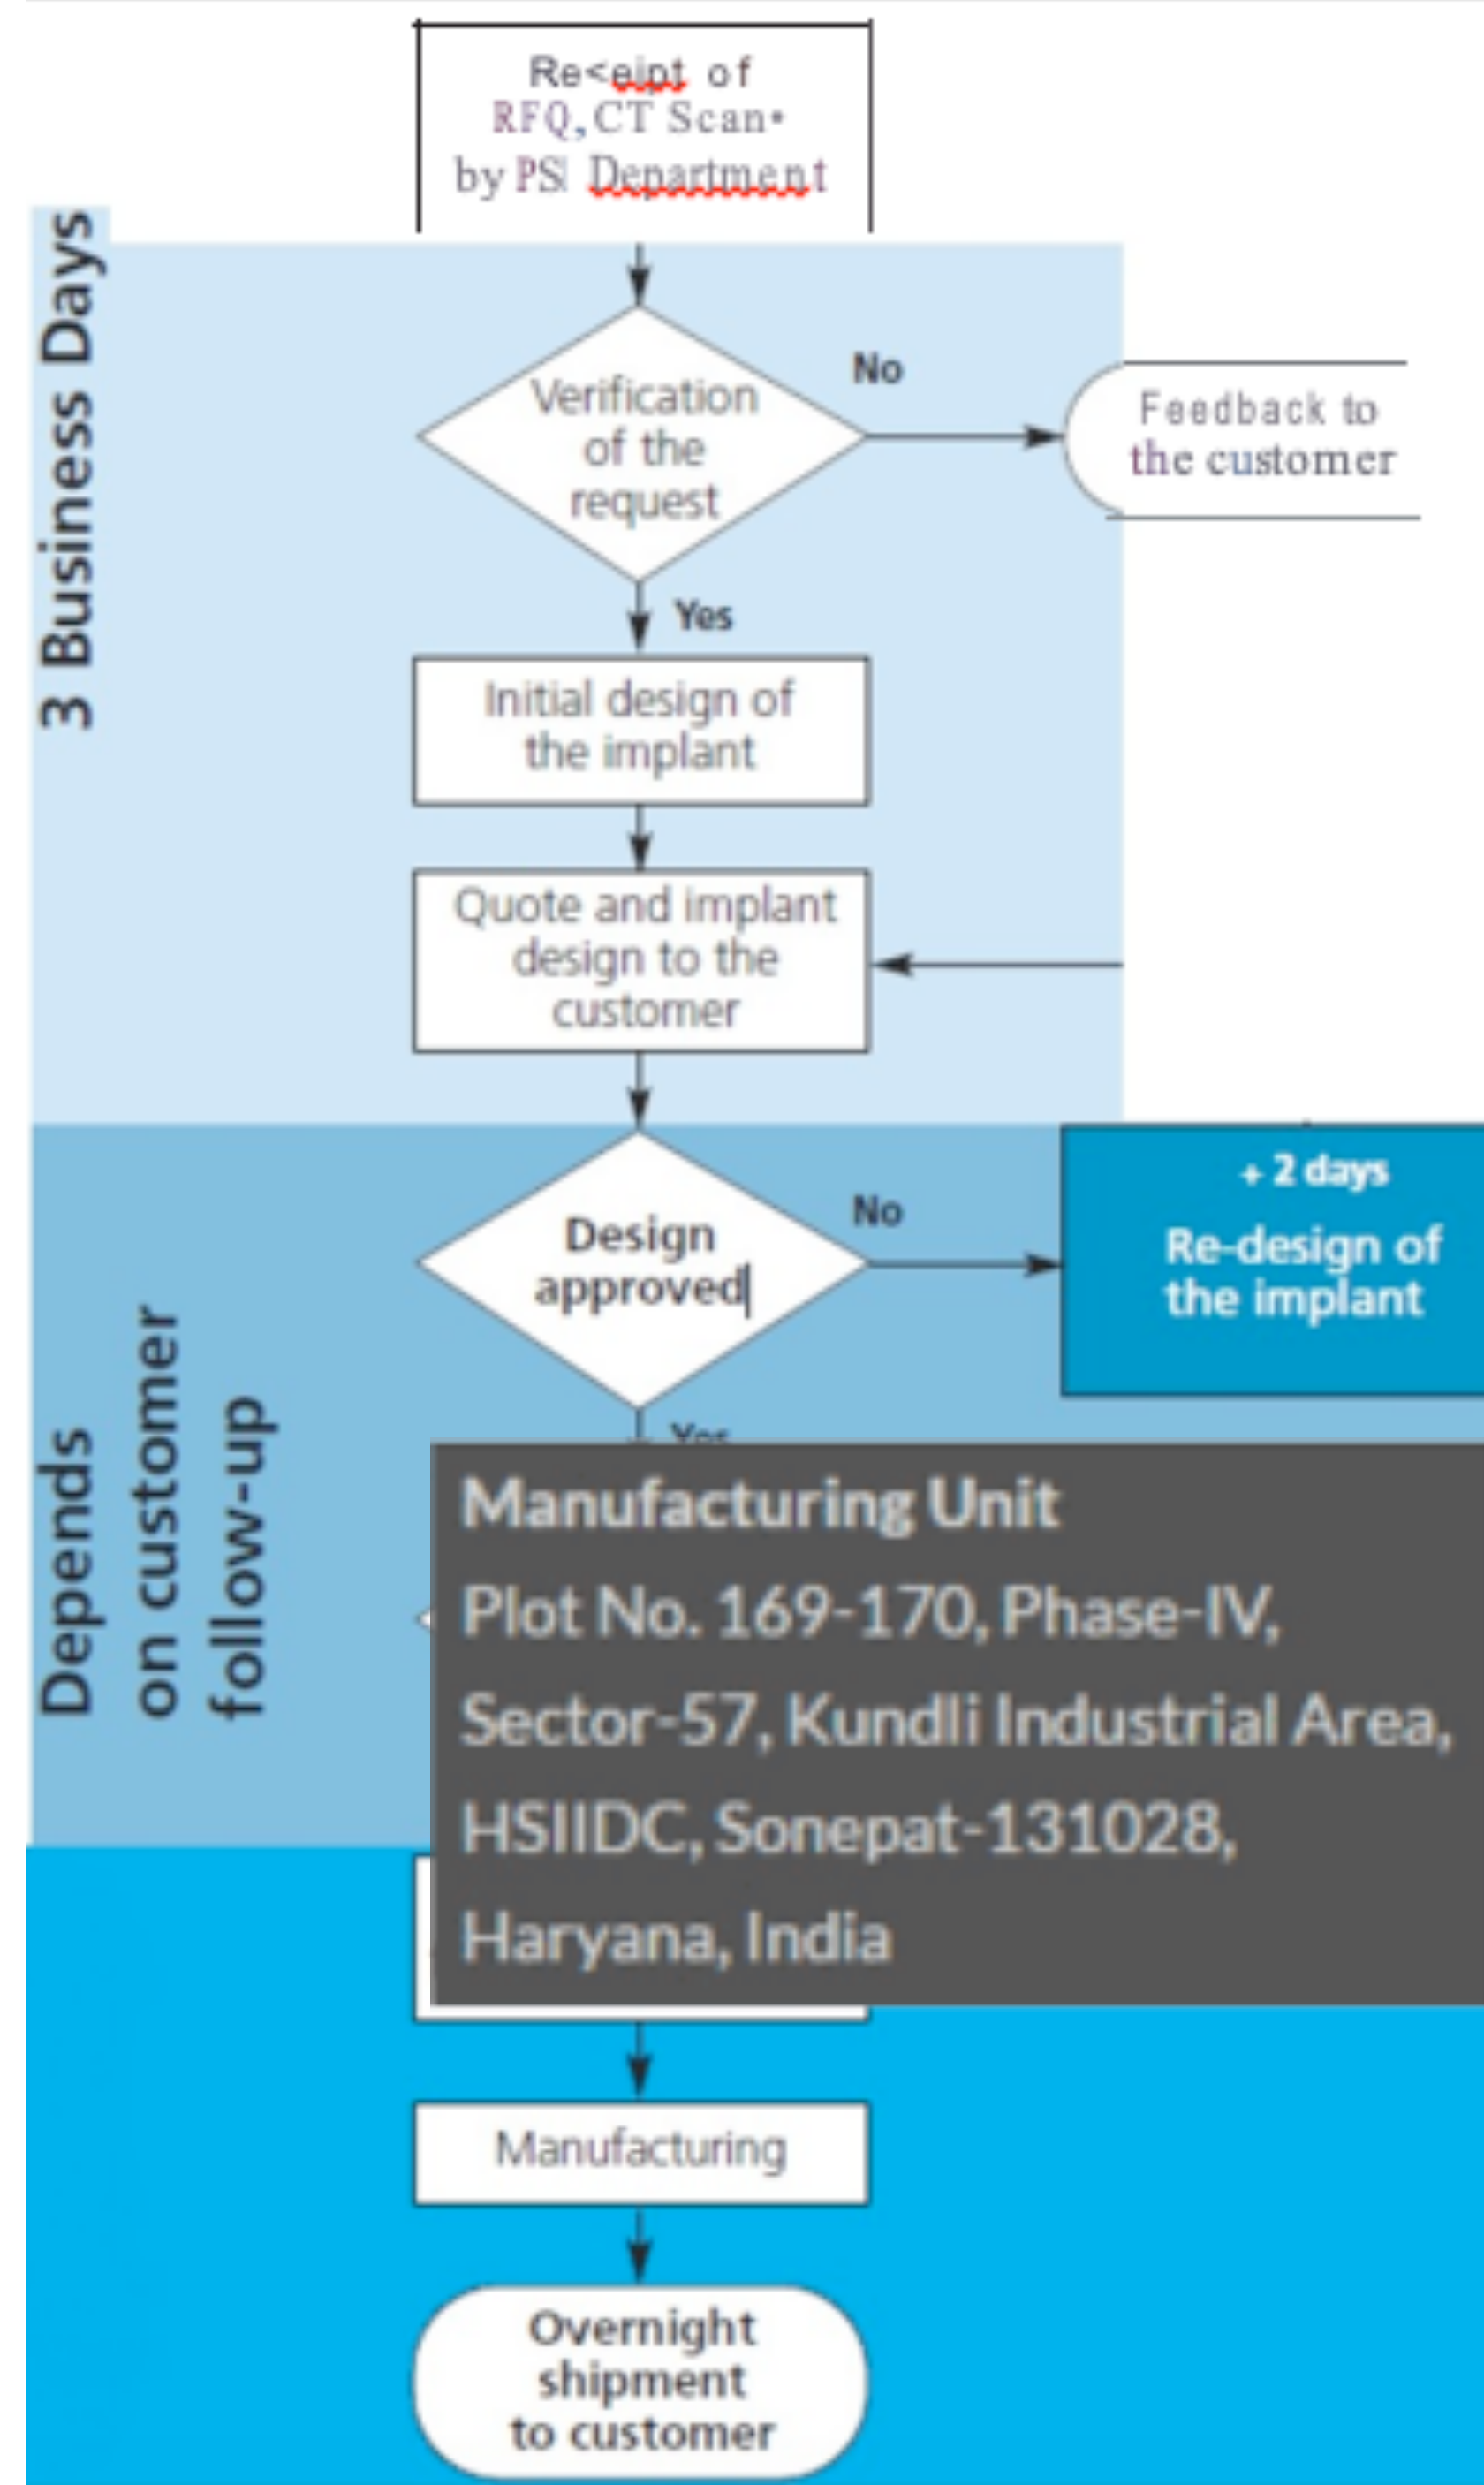 Re<eipt of
RFQ, CT Scan•
by PS Department
3 Business Days
No
Verification
of the
request
Feedback to
the customer
Yes
Initial design of
the implant
Quote and implant
design to the
customer
+ 2 days
No
Design
approved
Re-design of
the implant
Yes
Depends
on customer
follow-up
Manufacturing Unit
Plot No. 169-170, Phase-IV,
Sector-57, Kundli Industrial Area,
HSIIDC, Sonepat-131028,
Haryana, India
Manufacturing
Overnight
shipment
to customer